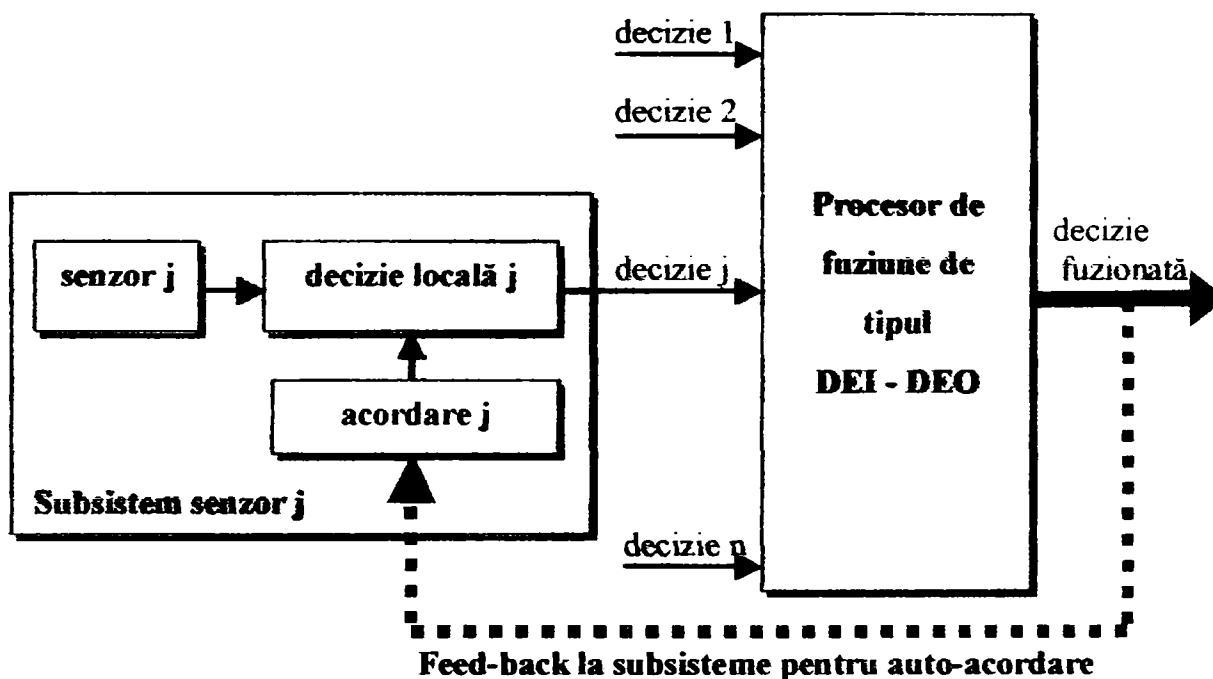 decizie 1
decizie 2
senzor j
decizie locală j
acordare j
Subsistem senzor j
decizie j
decizie n
Procesor de
fuziune de
tipul
DEI - DEO
decizie
fuzionată
Feed-back la subsisteme pentru auto-acordare